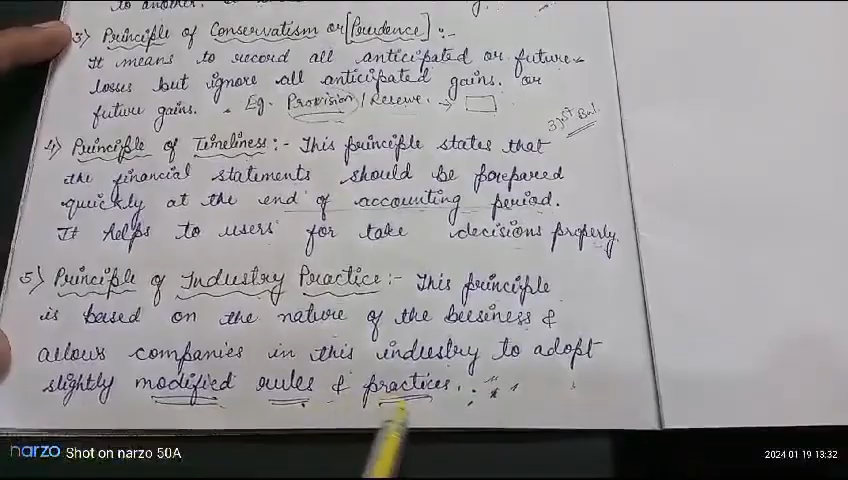 to another.
3) Principle of Conservatism or [Prudence] :-
It means to record all anticipated or future
losses but ignore all anticipated gains. or
future gains. Eg. Provision / Reserve. →
4) Principle of Timeliness :- This principle states that
the financial statements should be prepared
quickly at the end of accounting period.
It helps to users for take decisions properly.
5) Principle of Industry Practice :- This principle
is based on the nature of the business &
allows companies in this industry to adopt
slightly modified rules & practices.
narzo Shot on narzo 50A
2024 01 19 13:32